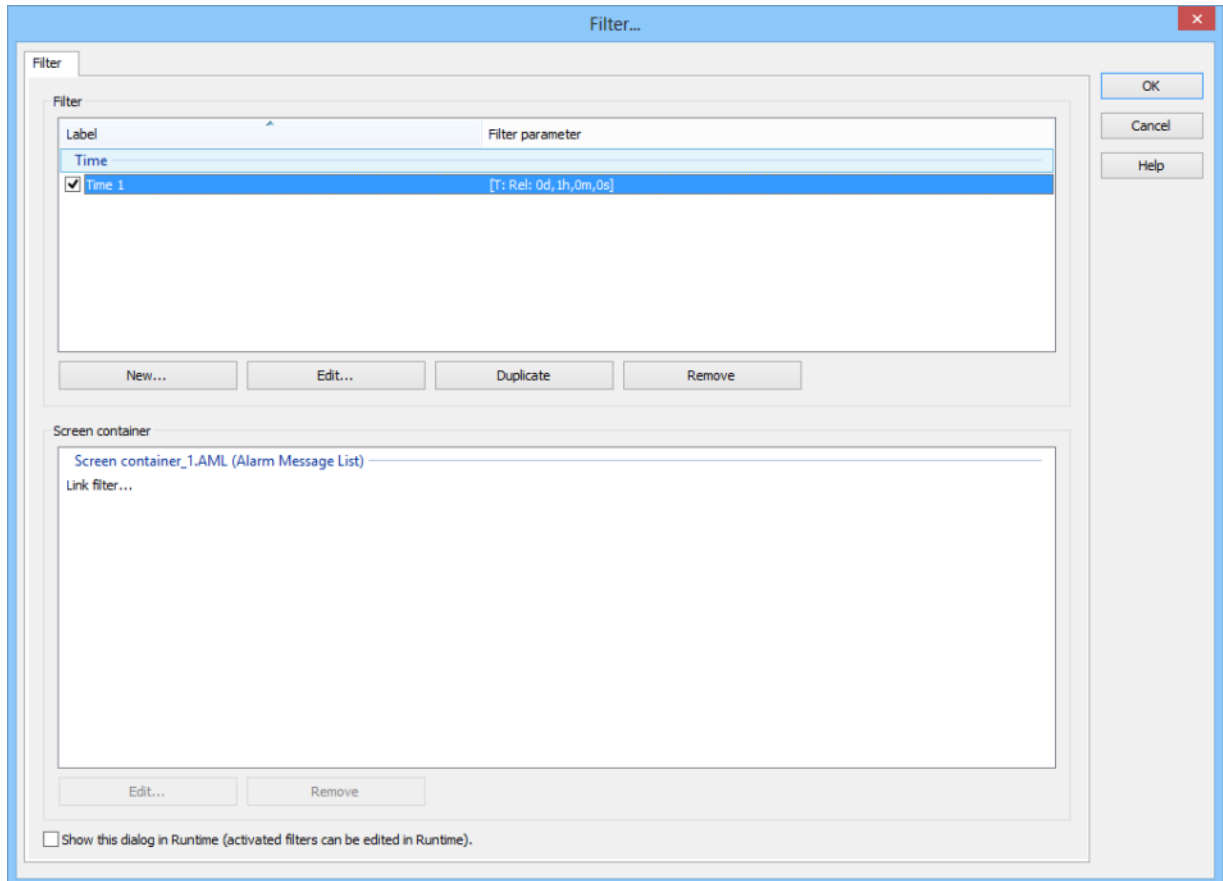 Filter...
Filter
OK
Filter
Cancel
Label Filter parameter
Help
Time
Time 1 [T: Rel: 0d,1h,0m,0s]
New... Edit... Duplicate Remove
Screen container
Screen container_1.AML (Alarm Message List)
Link filter...
Edit... Remove
Show this dialog in Runtime (activated filters can be edited in Runtime).